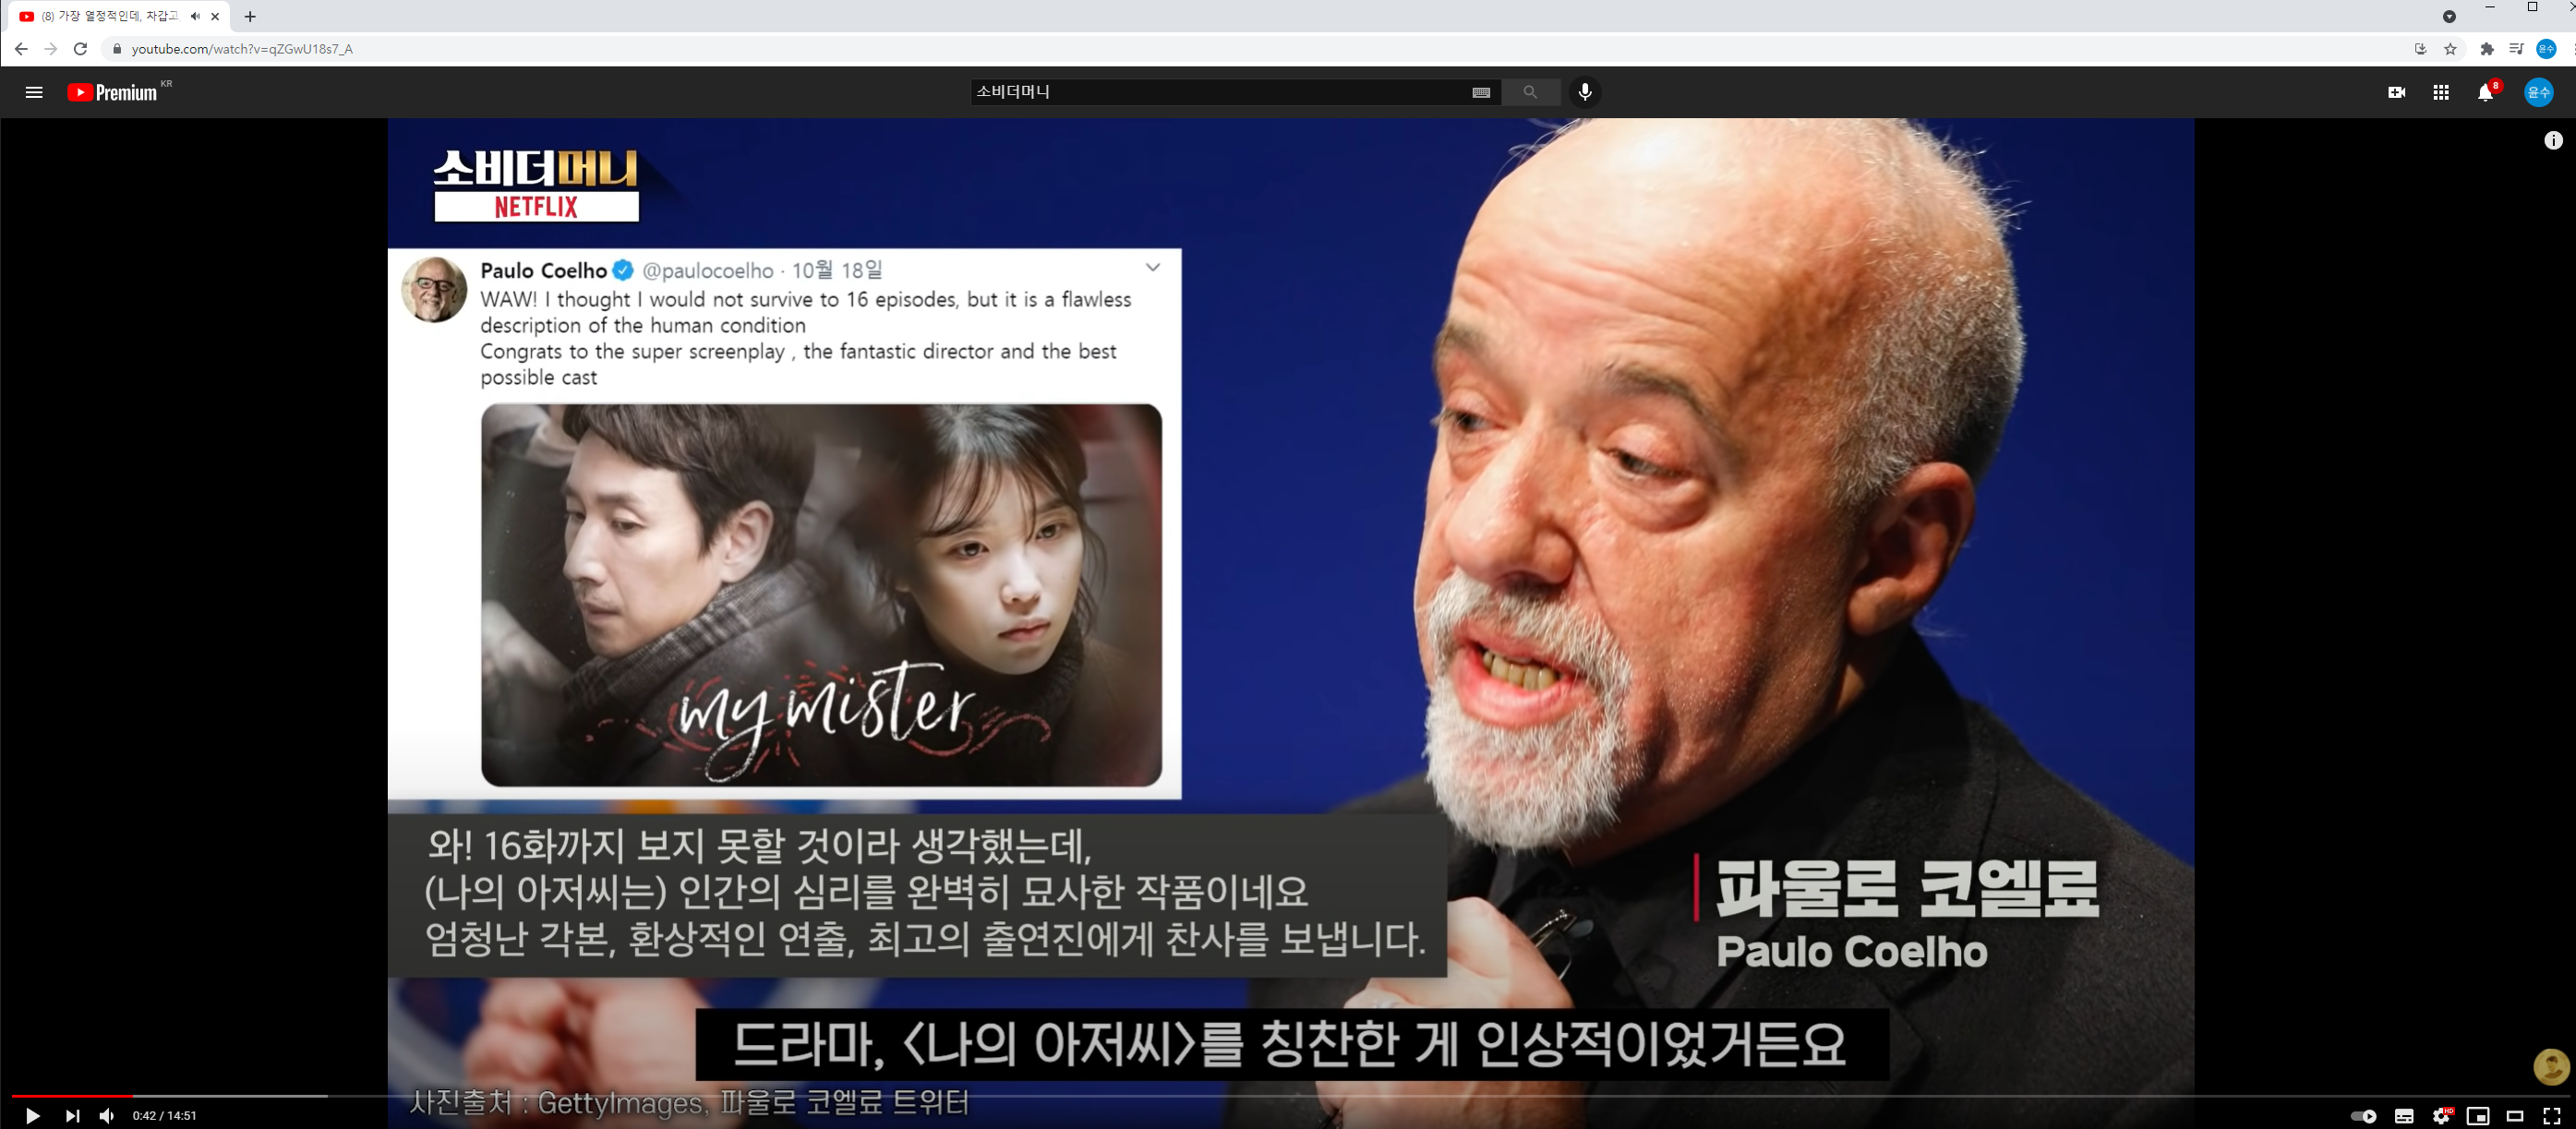 (8) 가장 열정적인데, 차갑고
youtube.com/watch?v=qZGwU18s7_A
윤수
Premium KR
소비더머니
8
윤수
소비더머니
NETFLIX
Paulo Coelho @paulocoelho · 10월 18일
WAW! I thought I would not survive to 16 episodes, but it is a flawless
description of the human condition
Congrats to the super screenplay , the fantastic director and the best
possible cast
my mister
와! 16화까지 보지 못할 것이라 생각했는데,
(나의 아저씨는) 인간의 심리를 완벽히 묘사한 작품이네요
엄청난 각본, 환상적인 연출, 최고의 출연진에게 찬사를 보냅니다.
파울로 코엘료
Paulo Coelho
드라마, <나의 아저씨>를 칭찬한 게 인상적이었거든요
사진출처 : GettyImages, 파울로 코엘료 트위터
0:42 / 14:51
HD